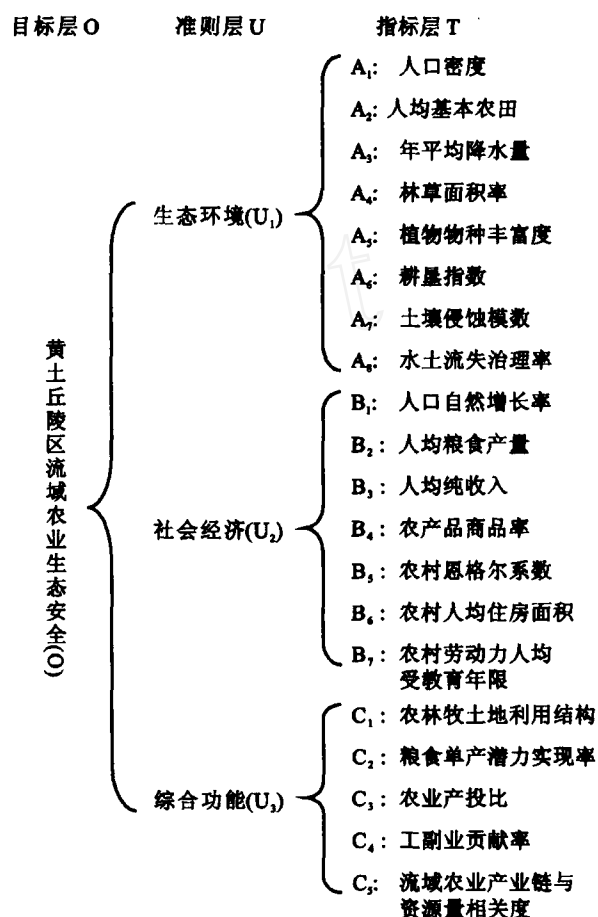 目标层O 准则层U 指标层T
A₁: 人口密度
A₂: 人均基本农田
A₃: 年平均降水量
A₄: 林草面积率
生态环境(U₁)
A₅: 植物物种丰富度
A₆: 耕垦指数
A₇: 土壤侵蚀模数
A₈: 水土流失治理率
黄土丘陵区流域农业生态安全(O)
B₁: 人口自然增长率
B₂: 人均粮食产量
B₃: 人均纯收入
社会经济(U₂)
B₄: 农产品商品率
B₅: 农村恩格尔系数
B₆: 农村人均住房面积
B₇: 农村劳动力人均
受教育年限
C₁: 农林牧土地利用结构
C₂: 粮食单产潜力实现率
综合功能(U₃)
C₃: 农业产投比
C₄: 工副业贡献率
C₅: 流域农业产业链与
资源量相关度